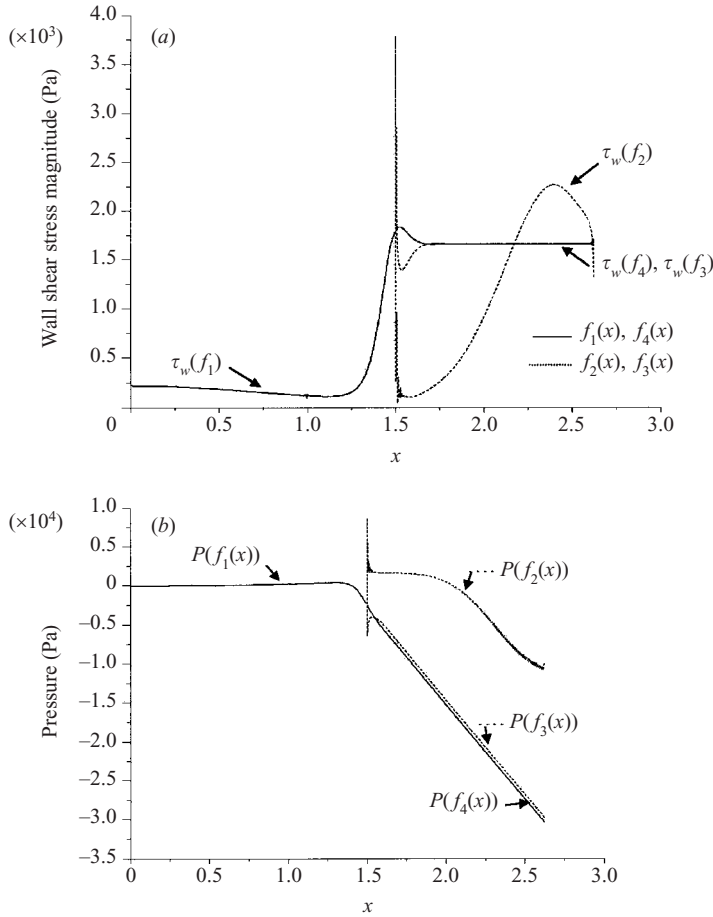 (×10³)
(a)
4.0
3.5
3.0
2.5
2.0
1.5
1.0
0.5
0
Wall shear stress magnitude (Pa)
τw(f2)
τw(f4), τw(f3)
f1(x), f4(x)
f2(x), f3(x)
τw(f1)
0.5
1.0
1.5
2.0
2.5
3.0
x
(×10⁴)
(b)
1.0
0.5
0
−0.5
−1.0
−1.5
−2.0
−2.5
−3.0
−3.5
Pressure (Pa)
P(f1(x))
P(f2(x))
P(f3(x))
P(f4(x))
0
0.5
1.0
1.5
2.0
2.5
3.0
x